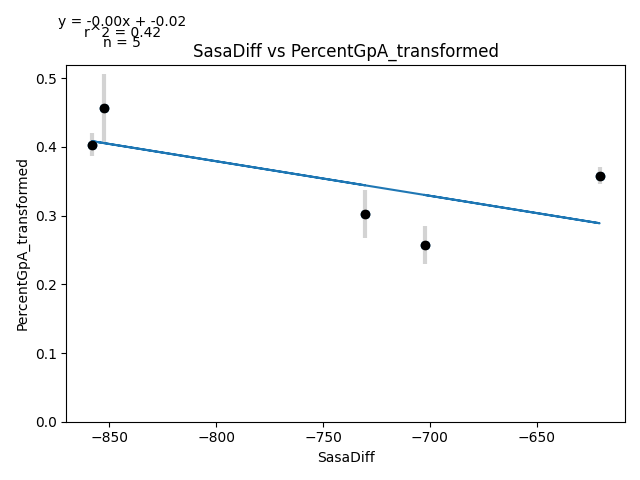 y = -0.00x + -0.02
r^2 = 0.42
n = 5
SasaDiff vs PercentGpA_transformed
PercentGpA_transformed
0.5
0.4
0.3
0.2
0.1
0.0
−850
−800
−750
−700
−650
SasaDiff